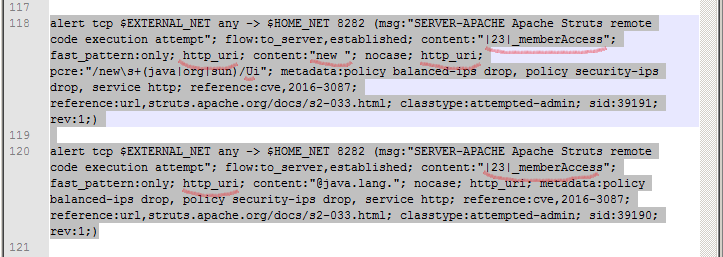 117
118 alert tcp $EXTERNAL_NET any -> $HOME_NET 8282 (msg:"SERVER-APACHE Apache Struts remote
code execution attempt"; flow:to_server,established; content:"|23|_memberAccess";
fast_pattern:only; http_uri; content:"new "; nocase; http_uri;
pcre:"/new\s+(java|org|sun)/Ui"; metadata:policy balanced-ips drop, policy security-ips
drop, service http; reference:cve,2016-3087;
reference:url,struts.apache.org/docs/s2-033.html; classtype:attempted-admin; sid:39191;
rev:1;)
119
120 alert tcp $EXTERNAL_NET any -> $HOME_NET 8282 (msg:"SERVER-APACHE Apache Struts remote
code execution attempt"; flow:to_server,established; content:"|23|_memberAccess";
fast_pattern:only; http_uri; content:"@java.lang."; nocase; http_uri; metadata:policy
balanced-ips drop, policy security-ips drop, service http; reference:cve,2016-3087;
reference:url,struts.apache.org/docs/s2-033.html; classtype:attempted-admin; sid:39190;
rev:1;)
121